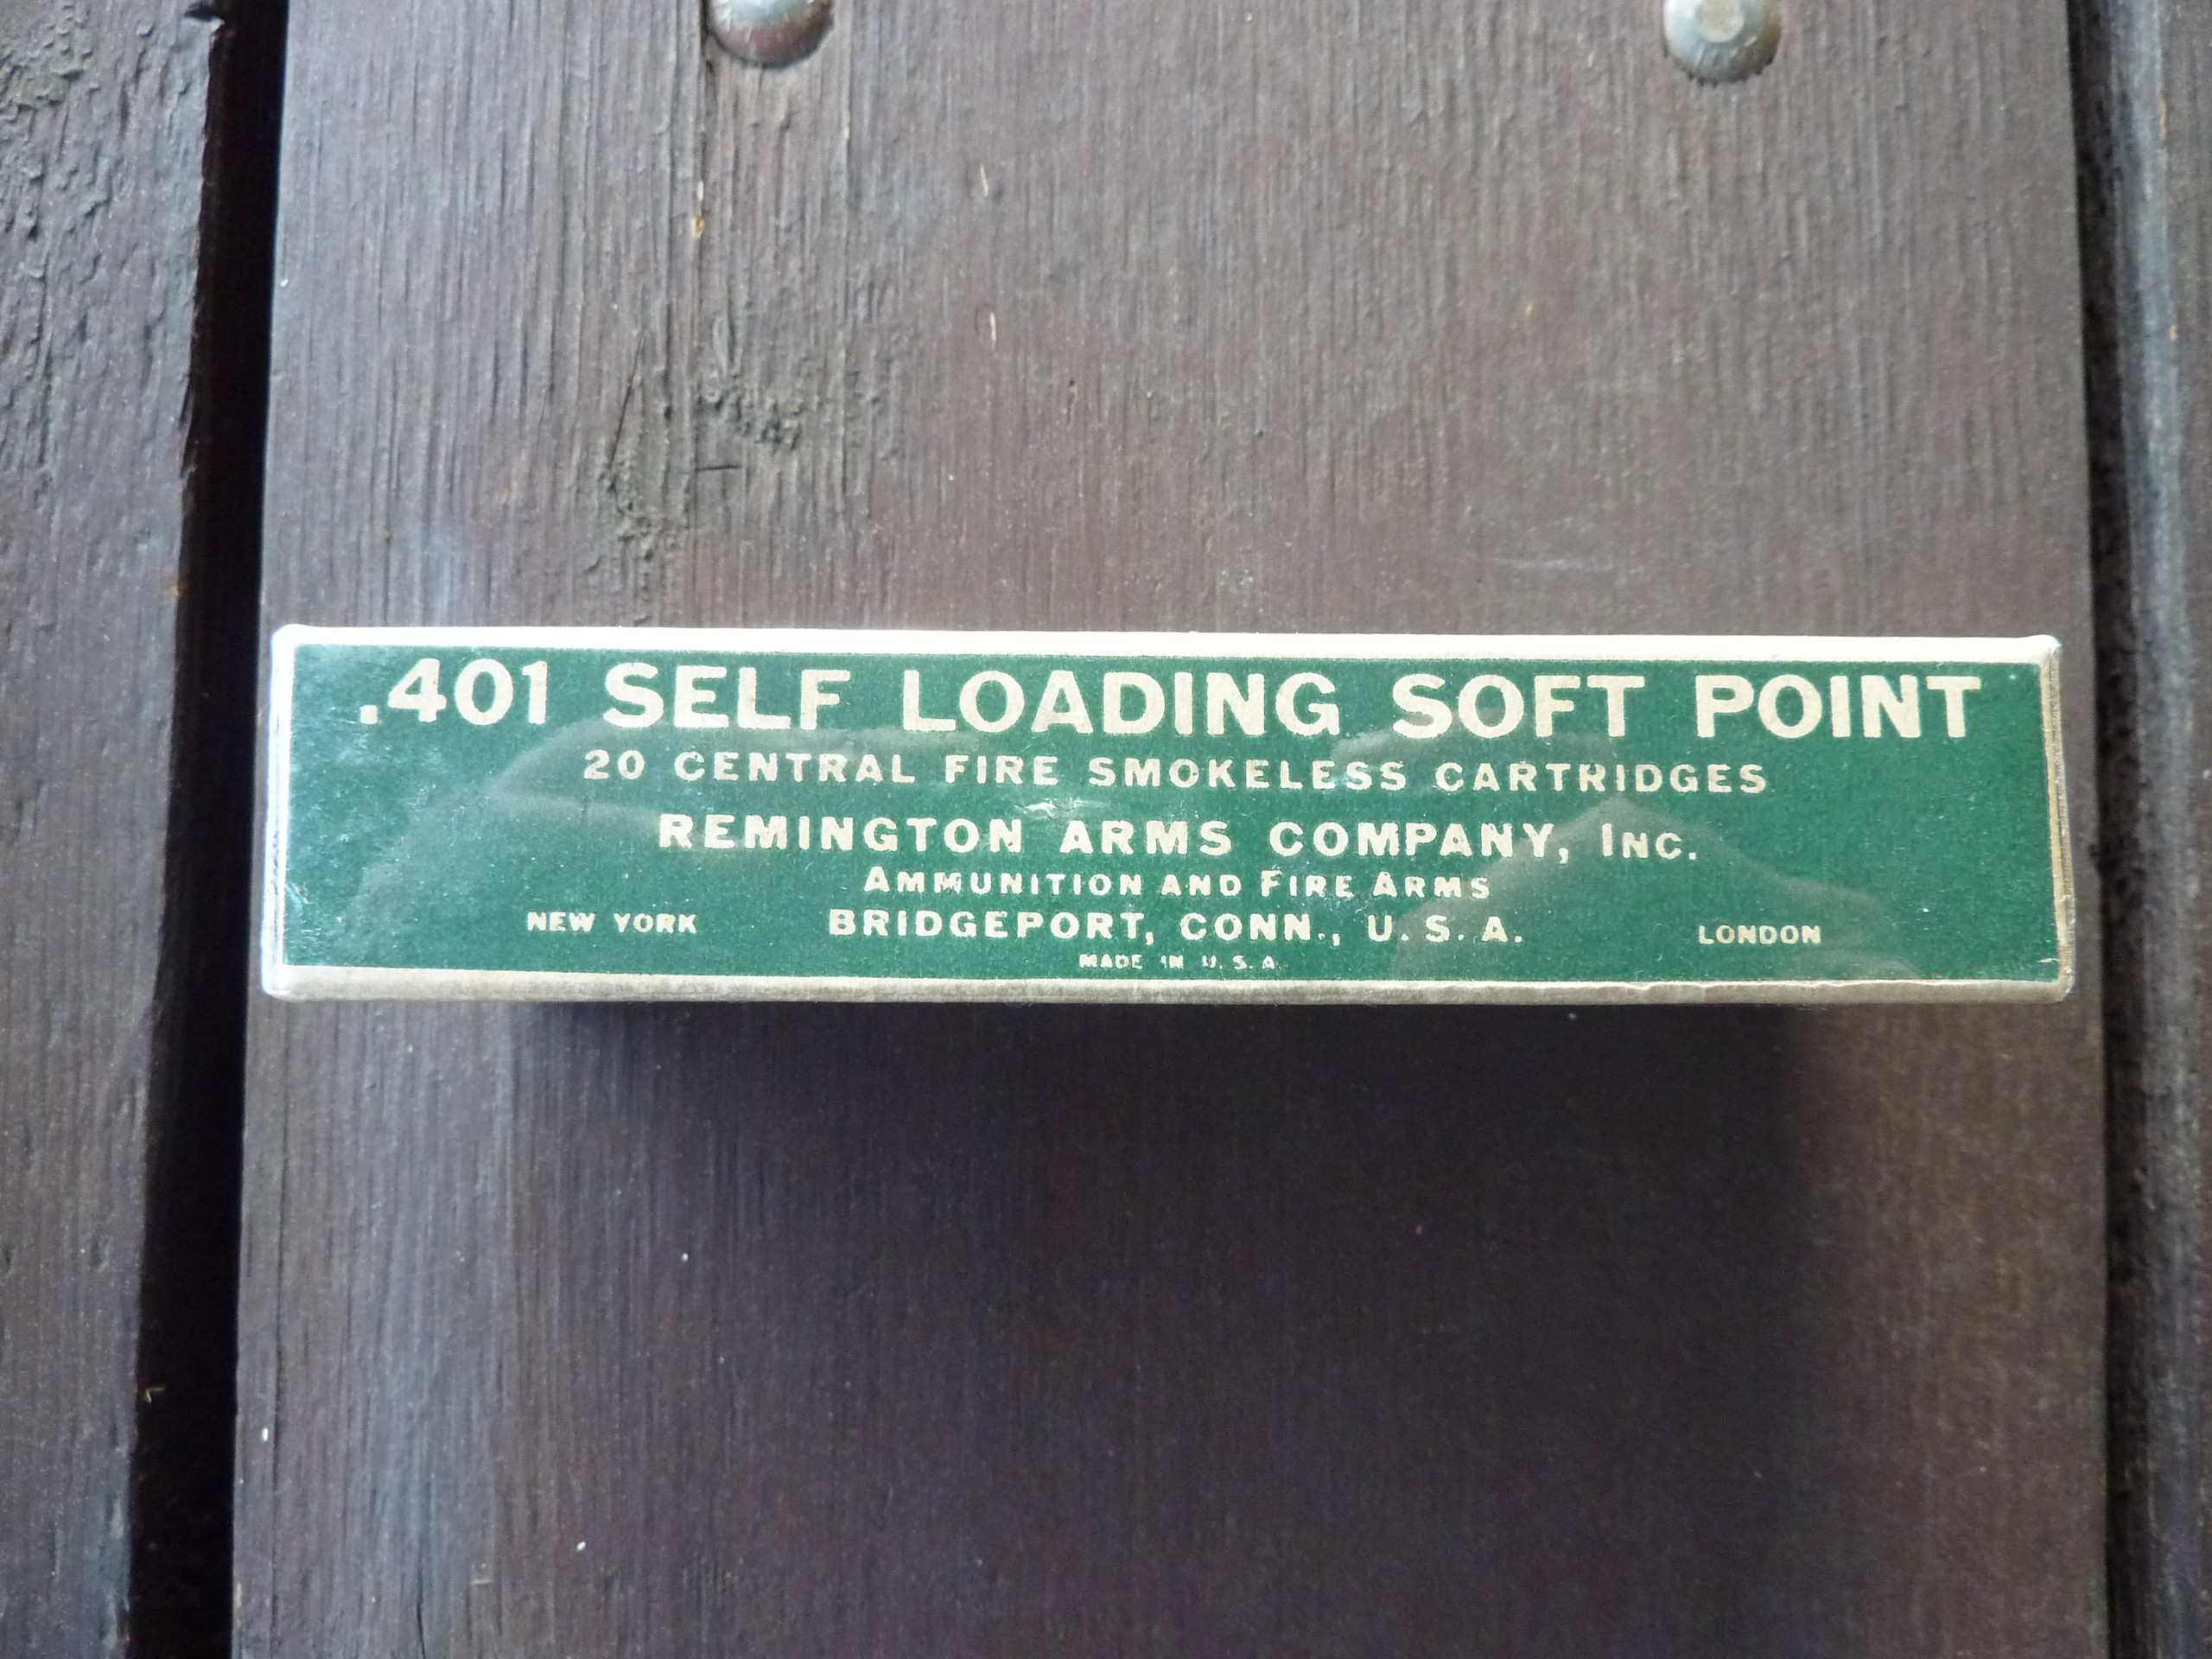 .401 SELF LOADING SOFT POINT
20 CENTRAL FIRE SMOKELESS CARTRIDGES
REMINGTON ARMS COMPANY, INC.
AMMUNITION AND FIRE ARMS
NEW YORK BRIDGEPORT, CONN., U. S. A. LONDON
MADE IN U. S. A.